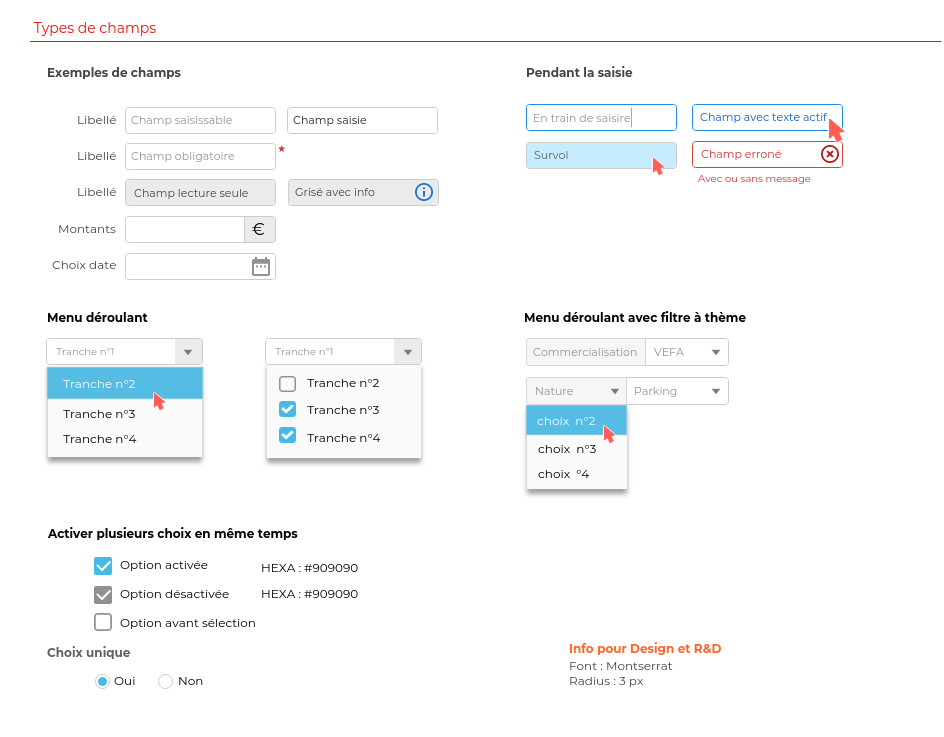 Types de champs
Exemples de champs
Libellé Champ saisissable Champ saisie
Libellé Champ obligatoire *
Libellé Champ lecture seule Grisé avec info
Montants €
Choix date
Pendant la saisie
En train de saisire Champ avec texte actif
Survol Champ erroné
Avec ou sans message
Menu déroulant
Tranche n°1
Tranche n°2
Tranche n°3
Tranche n°4
Tranche n°1
Tranche n°2
Tranche n°3
Tranche n°4
Menu déroulant avec filtre à thème
Commercialisation VEFA
Nature Parking
choix n°2
choix n°3
choix °4
Activer plusieurs choix en même temps
Option activée HEXA : #909090
Option désactivée HEXA : #909090
Option avant sélection
Choix unique
Oui Non
Info pour Design et R&D
Font : Montserrat
Radius : 3 px